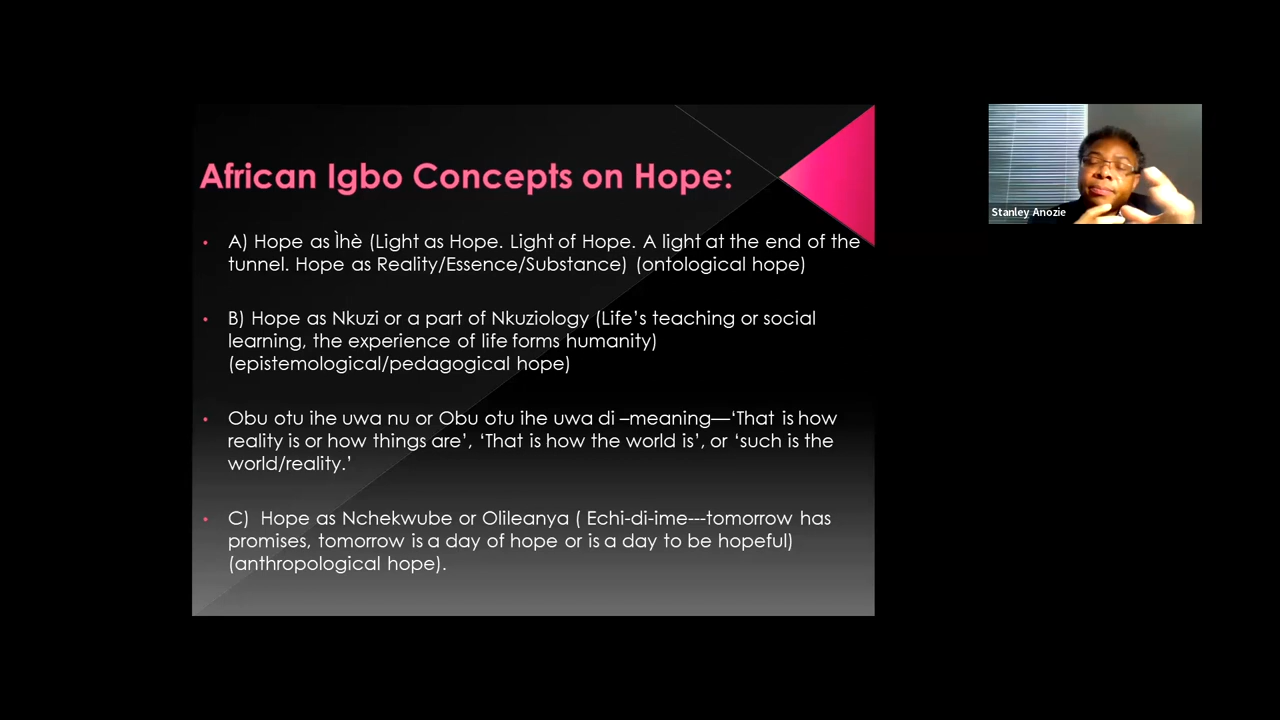 African Igbo Concepts on Hope:
• A) Hope as Ìhè (Light as Hope. Light of Hope. A light at the end of the
tunnel. Hope as Reality/Essence/Substance) (ontological hope)
• B) Hope as Nkuzi or a part of Nkuziology (Life’s teaching or social
learning, the experience of life forms humanity)
(epistemological/pedagogical hope)
• Obu otu ihe uwa nu or Obu otu ihe uwa di –meaning—‘That is how
reality is or how things are’, ‘That is how the world is’, or ‘such is the
world/reality.’
• C) Hope as Nchekwube or Olileanya ( Echi-di-ime---tomorrow has
promises, tomorrow is a day of hope or is a day to be hopeful)
(anthropological hope).
Stanley Anozie